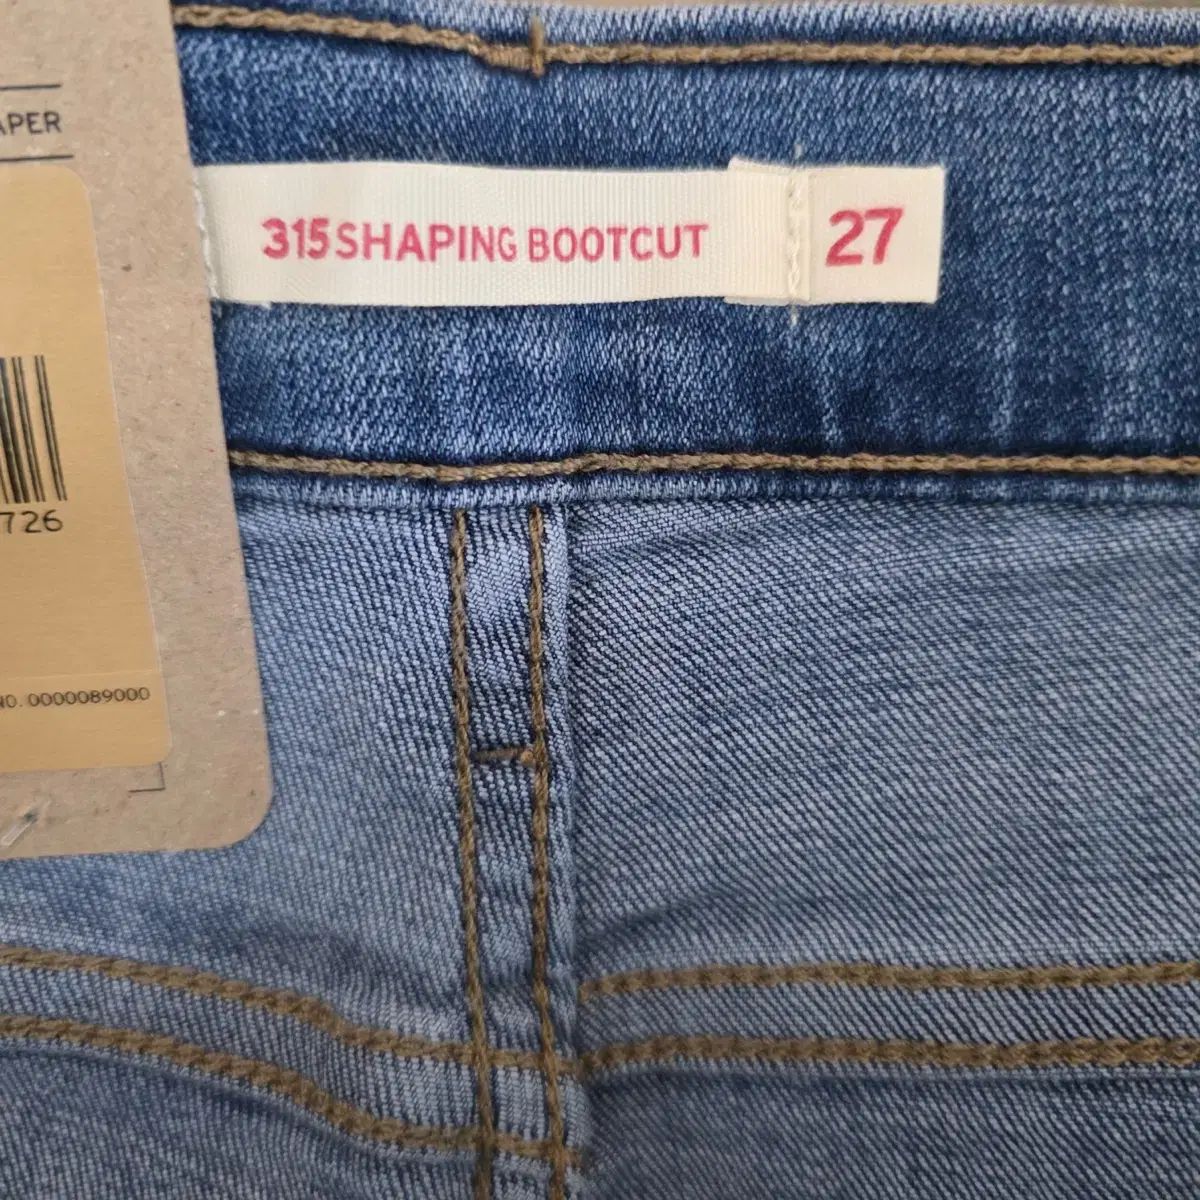 APER
315 SHAPING BOOTCUT 27
726
NO. 0000089000